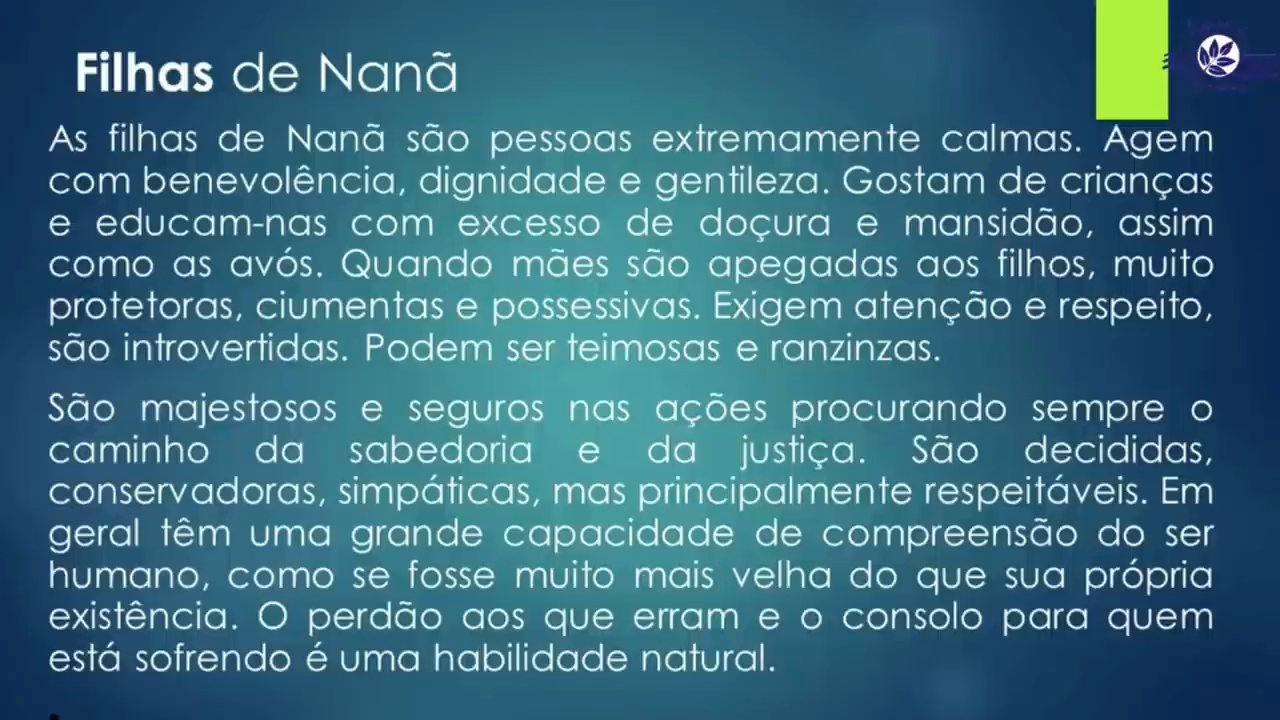 Filhas de Nanã
As filhas de Nanã são pessoas extremamente calmas. Agem
com benevolência, dignidade e gentileza. Gostam de crianças
e educam-nas com excesso de doçura e mansidão, assim
como as avós. Quando mães são apegadas aos filhos, muito
protetoras, ciumentas e possessivas. Exigem atenção e respeito,
são introvertidas. Podem ser teimosas e ranzinzas.
São majestosos e seguros nas ações procurando sempre o
caminho da sabedoria e da justiça. São decididas,
conservadoras, simpáticas, mas principalmente respeitáveis. Em
geral têm uma grande capacidade de compreensão do ser
humano, como se fosse muito mais velha do que sua própria
existência. O perdão aos que erram e o consolo para quem
está sofrendo é uma habilidade natural.